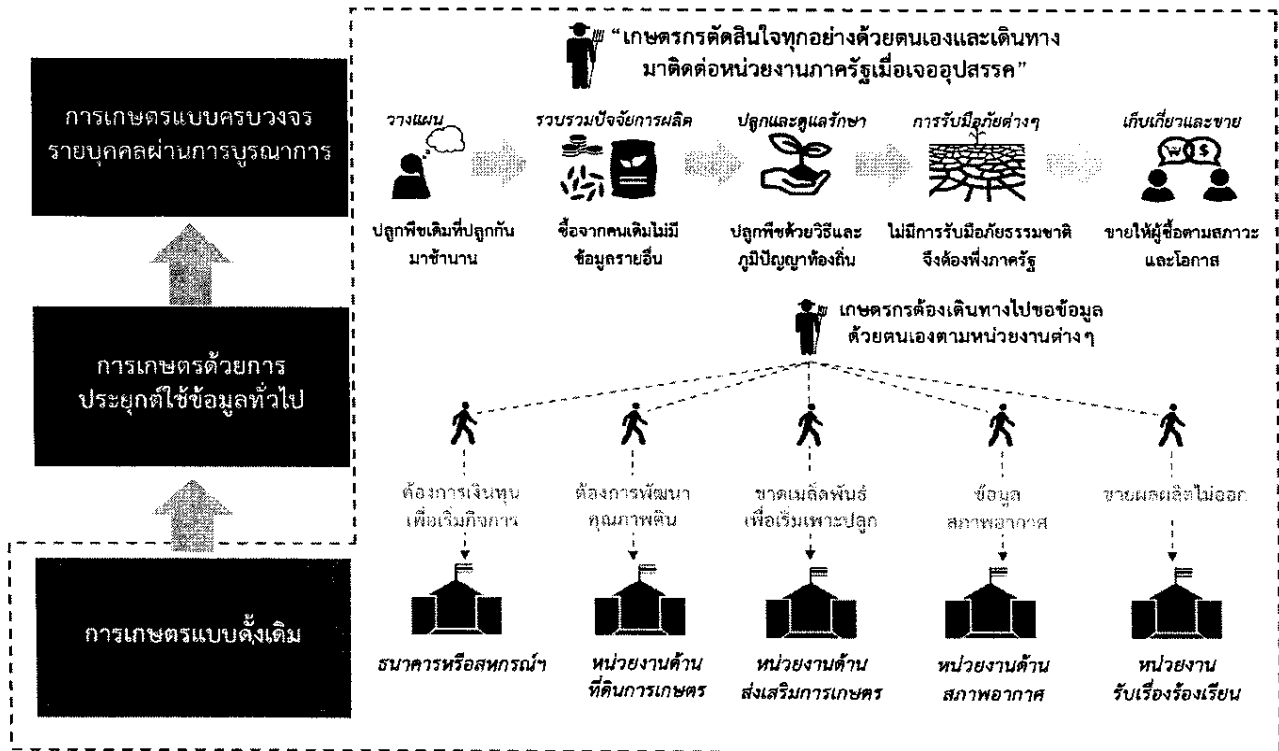 การเกษตรแบบครบวงจร
รายบุคคลผ่านการบูรณาการ
การเกษตรด้วยการ
ประยุกต์ใช้ข้อมูลทั่วไป
การเกษตรแบบดั้งเดิม
“เกษตรกรตัดสินใจทุกอย่างด้วยตนเองและเดินทาง
มาติดต่อหน่วยงานภาครัฐเมื่อเจออุปสรรค”
วางแผน
รวบรวมปัจจัยการผลิต
ปลูกและดูแลรักษา
การรับมือภัยต่างๆ
เก็บเกี่ยวและขาย
$
ปลูกพืชเดิมที่ปลูกกัน
มาช้านาน
ซื้อจากคนเดิมไม่มี
ข้อมูลรายอื่น
ปลูกพืชด้วยวิธีและ
ภูมิปัญญาท้องถิ่น
ไม่มีการรับมือภัยธรรมชาติ
จึงต้องพึ่งภาครัฐ
ขายให้ผู้ซื้อตามสภาวะ
และโอกาส
เกษตรกรต้องเดินทางไปขอข้อมูล
ด้วยตนเองตามหน่วยงานต่างๆ
ต้องการเงินทุน
เพื่อเริ่มกิจการ
ต้องการพัฒนา
คุณภาพดิน
ขาดเมล็ดพันธุ์
เพื่อเริ่มเพาะปลูก
ข้อมูล
สภาพอากาศ
ขายผลผลิตไม่ออก
ธนาคารหรือสหกรณ์ฯ
หน่วยงานด้าน
ที่ดินการเกษตร
หน่วยงานด้าน
ส่งเสริมการเกษตร
หน่วยงานด้าน
สภาพอากาศ
หน่วยงาน
รับเรื่องร้องเรียน